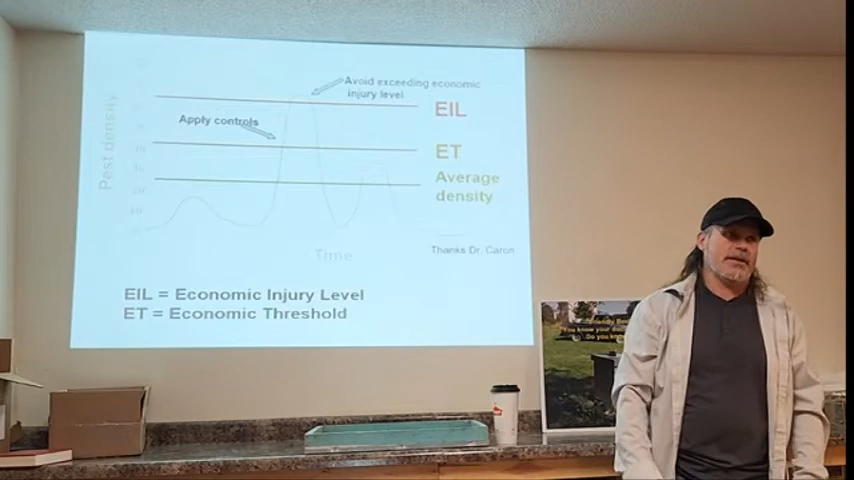 Avoid exceeding economic
injury level
EIL
Apply controls
ET
Average
density
Pest density
Time
Thanks Dr. Caron
EIL = Economic Injury Level
ET = Economic Threshold